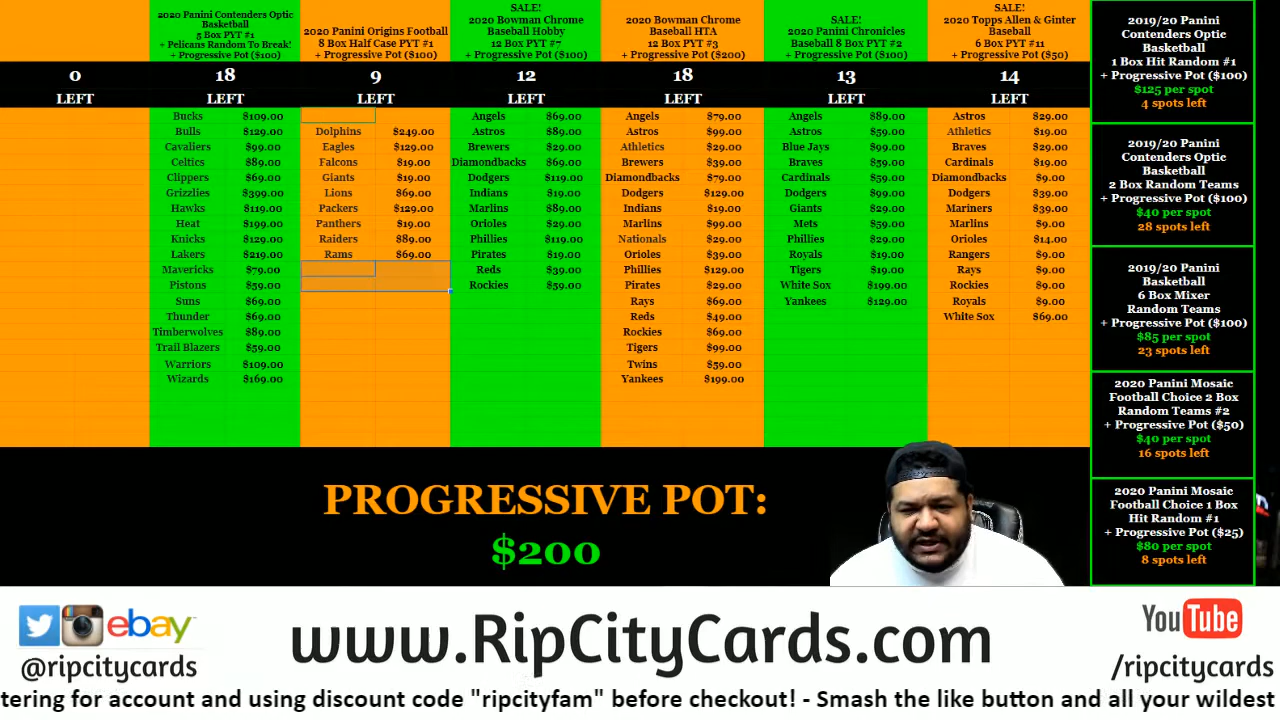 2020 Panini Contenders Optic
Basketball
5 Box PYT #1
+ Pelicans Random To Break!
+ Progressive Pot ($100)
2020 Panini Origins Football
8 Box Half Case PYT #1
+ Progressive Pot ($100)
SALE!
2020 Bowman Chrome
Baseball Hobby
12 Box PYT #7
+ Progressive Pot ($100)
2020 Bowman Chrome
Baseball HTA
12 Box PYT #3
+ Progressive Pot ($200)
SALE!
2020 Panini Chronicles
Baseball 8 Box PYT #2
+ Progressive Pot ($100)
SALE!
2020 Topps Allen & Ginter
Baseball
6 Box PYT #11
+ Progressive Pot ($50)
0 18 9 12 18 13 14
LEFT LEFT LEFT LEFT LEFT LEFT LEFT
Bucks $109.00
Bulls $129.00
Cavaliers $99.00
Celtics $89.00
Clippers $69.00
Grizzlies $399.00
Hawks $119.00
Heat $199.00
Knicks $129.00
Lakers $219.00
Mavericks $79.00
Pistons $59.00
Suns $69.00
Thunder $69.00
Timberwolves $89.00
Trail Blazers $59.00
Warriors $109.00
Wizards $169.00
Dolphins $249.00
Eagles $129.00
Falcons $19.00
Giants $19.00
Lions $69.00
Packers $129.00
Panthers $19.00
Raiders $89.00
Rams $69.00
Angels $69.00
Astros $89.00
Brewers $29.00
Diamondbacks $69.00
Dodgers $119.00
Indians $19.00
Marlins $89.00
Orioles $29.00
Phillies $119.00
Pirates $19.00
Reds $39.00
Rockies $59.00
Angels $79.00
Astros $99.00
Athletics $29.00
Brewers $39.00
Diamondbacks $79.00
Dodgers $129.00
Indians $19.00
Marlins $99.00
Nationals $29.00
Orioles $39.00
Phillies $129.00
Pirates $29.00
Rays $69.00
Reds $49.00
Rockies $69.00
Tigers $99.00
Twins $59.00
Yankees $199.00
Angels $89.00
Astros $59.00
Blue Jays $99.00
Braves $59.00
Cardinals $59.00
Dodgers $99.00
Giants $29.00
Mets $59.00
Phillies $29.00
Royals $19.00
Tigers $19.00
White Sox $199.00
Yankees $129.00
Astros $29.00
Athletics $19.00
Braves $29.00
Cardinals $19.00
Diamondbacks $9.00
Dodgers $39.00
Mariners $39.00
Marlins $9.00
Orioles $14.00
Rangers $9.00
Rays $9.00
Rockies $9.00
Royals $9.00
White Sox $69.00
2019/20 Panini
Contenders Optic
Basketball
1 Box Hit Random #1
+ Progressive Pot ($100)
$125 per spot
4 spots left
2019/20 Panini
Contenders Optic
Basketball
2 Box Random Teams
+ Progressive Pot ($100)
$40 per spot
28 spots left
2019/20 Panini
Basketball
6 Box Mixer
Random Teams
+ Progressive Pot ($100)
$85 per spot
23 spots left
2020 Panini Mosaic
Football Choice 2 Box
Random Teams #2
+ Progressive Pot ($50)
$40 per spot
16 spots left
2020 Panini Mosaic
Football Choice 1 Box
Hit Random #1
+ Progressive Pot ($25)
$80 per spot
8 spots left
PROGRESSIVE POT:
$200
ebay
@ripcitycards
www.RipCityCards.com
YouTube
/ripcitycards
tering for account and using discount code "ripcityfam" before checkout! - Smash the like button and all your wildest